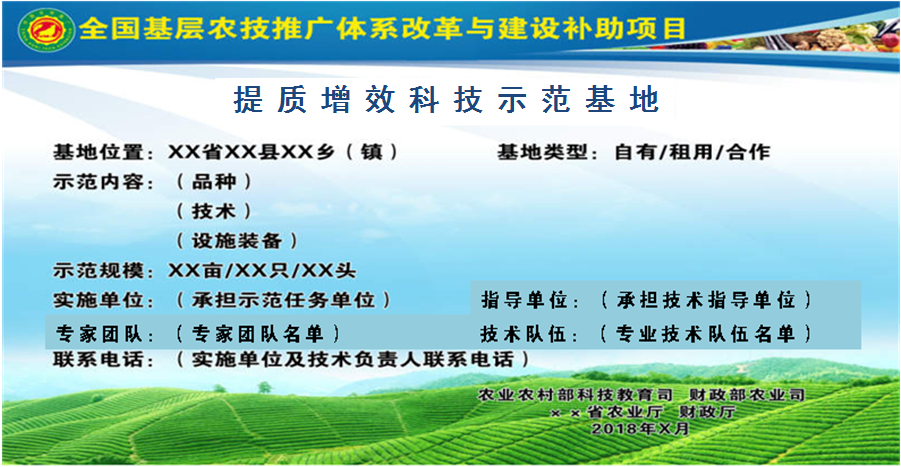 全国基层农技推广体系改革与建设补助项目
提质增效科技示范基地
基地位置：XX省XX县XX乡（镇） 基地类型：自有/租用/合作
示范内容：（品种）
（技术）
（设施装备）
示范规模：XX亩/XX只/XX头
实施单位：（承担示范任务单位） 指导单位：（承担技术指导单位）
专家团队：（专家团队名单） 技术队伍：（专业技术队伍名单）
联系电话：（实施单位及技术负责人联系电话）
农业农村部科技教育司 财政部农业司
××省农业厅 财政厅
2018年X月